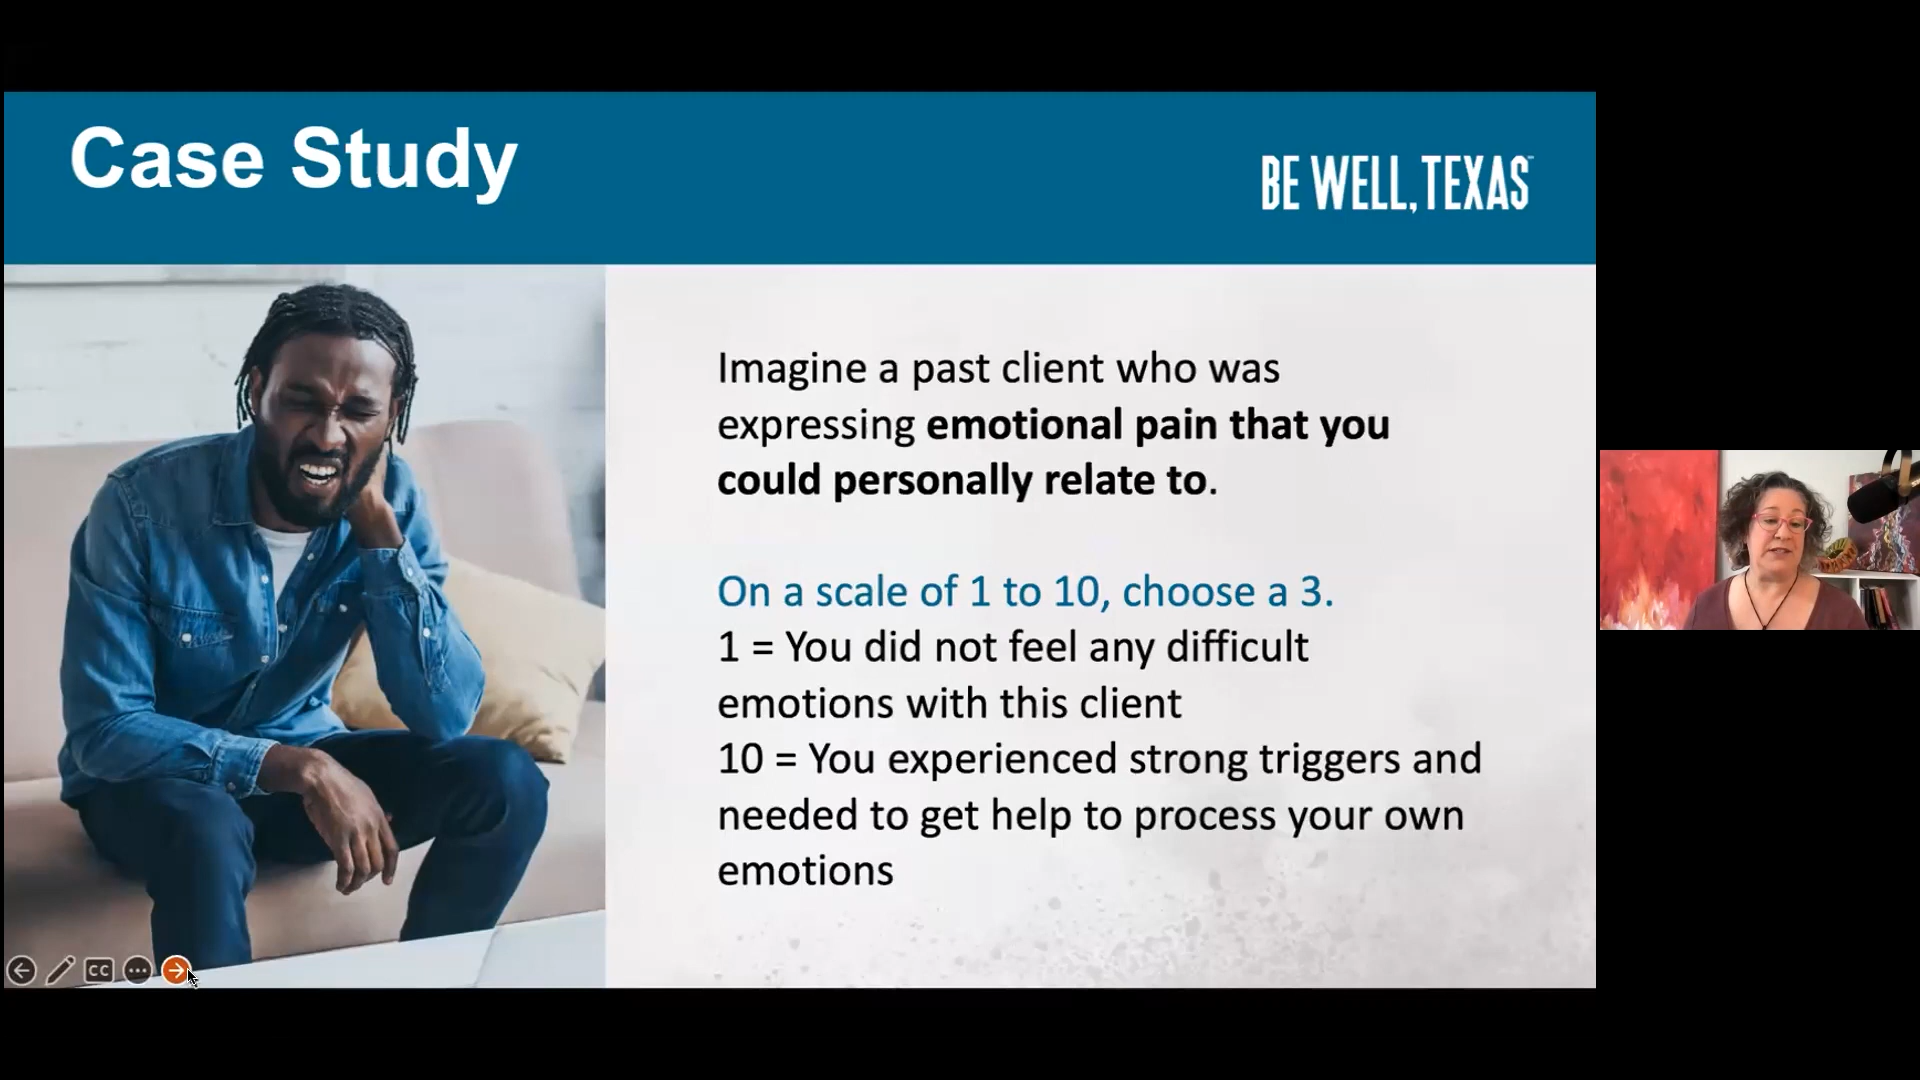 Case Study
BE WELL, TEXAS™
Imagine a past client who was
expressing emotional pain that you
could personally relate to.
On a scale of 1 to 10, choose a 3.
1 = You did not feel any difficult
emotions with this client
10 = You experienced strong triggers and
needed to get help to process your own
emotions
CC